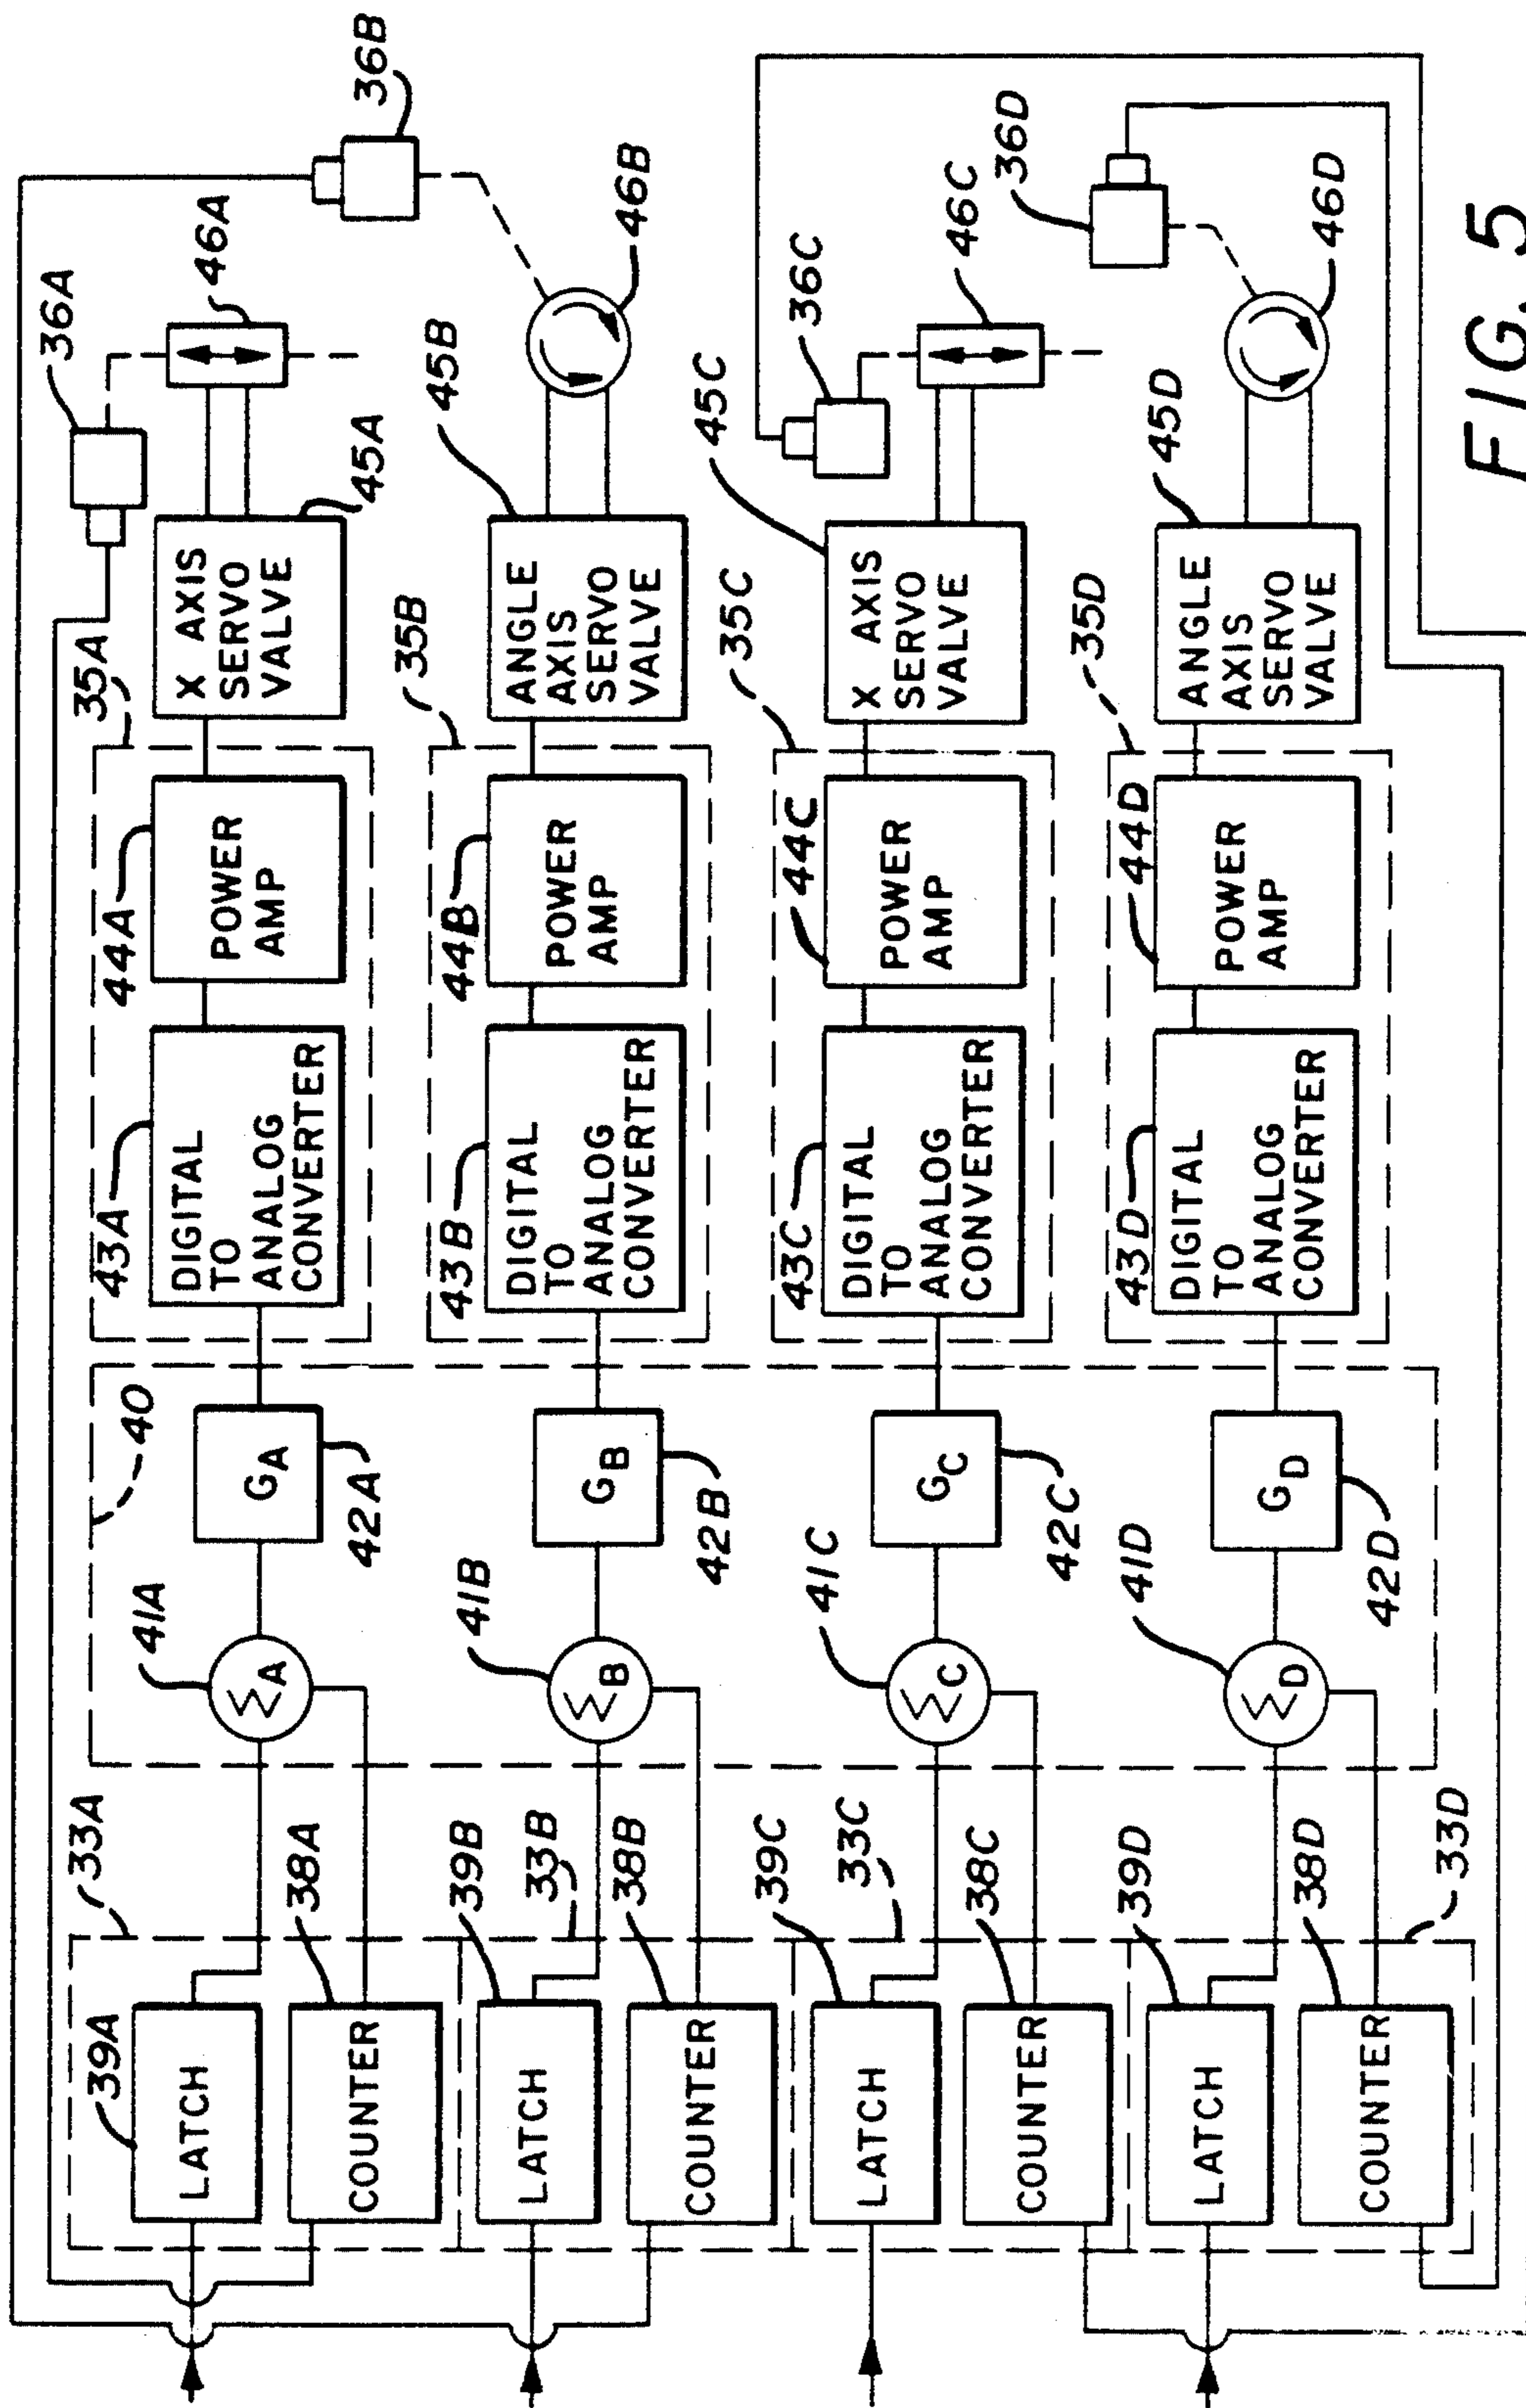 36A
46A
36B
35A
X AXIS
SERVO
VALVE
45A
44A
POWER
AMP
43A
DIGITAL
TO
ANALOG
CONVERTER
40
GA
42A
41A
ΣA
33A
39A
LATCH
38A
COUNTER
46B
45B
ANGLE
AXIS
SERVO
VALVE
35B
44B
POWER
AMP
43B
DIGITAL
TO
ANALOG
CONVERTER
GB
42B
41B
ΣB
39B
33B
LATCH
38B
COUNTER
36C
46C
45C
X AXIS
SERVO
VALVE
35C
44C
POWER
AMP
43C
DIGITAL
TO
ANALOG
CONVERTER
GC
42C
41C
ΣC
39C
33C
LATCH
38C
COUNTER
36D
46D
45D
ANGLE
AXIS
SERVO
VALVE
35D
44D
POWER
AMP
43D
DIGITAL
TO
ANALOG
CONVERTER
GD
42D
41D
ΣD
39D
LATCH
38D
33D
COUNTER
FIG. 5